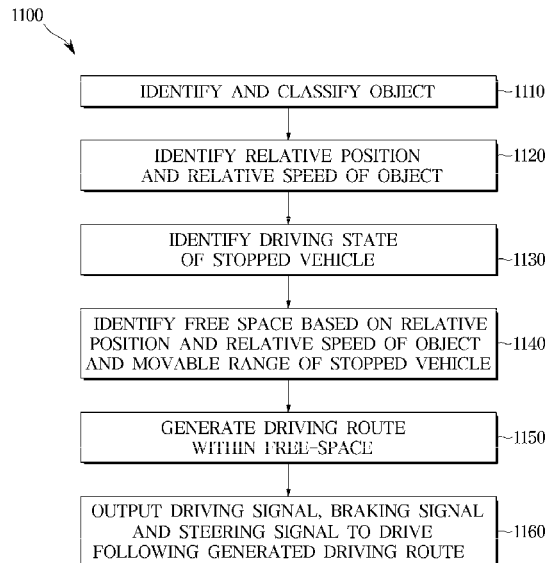 1100
IDENTIFY AND CLASSIFY OBJECT
1110
IDENTIFY RELATIVE POSITION
AND RELATIVE SPEED OF OBJECT
1120
IDENTIFY DRIVING STATE
OF STOPPED VEHICLE
1130
IDENTIFY FREE SPACE BASED ON RELATIVE
POSITION AND RELATIVE SPEED OF OBJECT
AND MOVABLE RANGE OF STOPPED VEHICLE
1140
GENERATE DRIVING ROUTE
WITHIN FREE-SPACE
1150
OUTPUT DRIVING SIGNAL, BRAKING SIGNAL
AND STEERING SIGNAL TO DRIVE
FOLLOWING GENERATED DRIVING ROUTE
1160